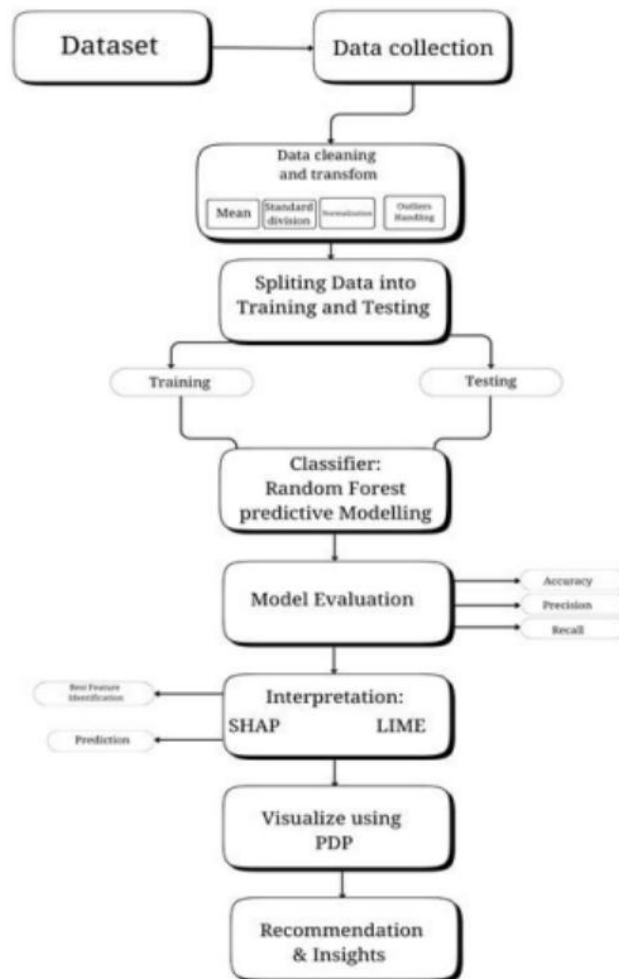 Dataset
Data collection
Data cleaning
and transfom
Mean
Standard
division
Normalization
Outliers
Handling
Spliting Data into
Training and Testing
Training
Testing
Classifier:
Random Forest
predictive Modelling
Model Evaluation
Accuracy
Precision
Recall
Best Feature
Identification
Interpretation:
SHAP LIME
Prediction
Visualize using
PDP
Recommendation
& Insights